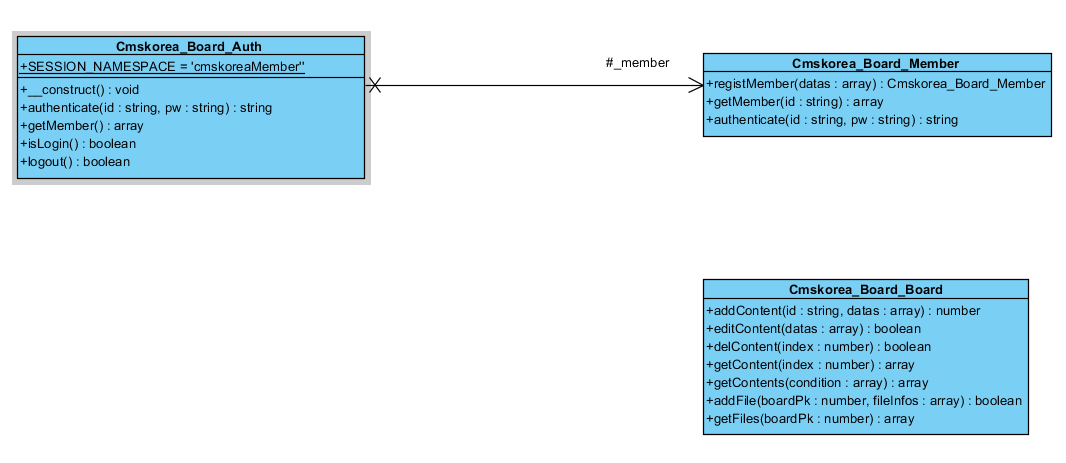 Cmskorea_Board_Auth
+SESSION_NAMESPACE = 'cmskoreaMember"
+__construct() : void
+authenticate(id : string, pw : string) : string
+getMember() : array
+isLogin() : boolean
+logout() : boolean
#_member
Cmskorea_Board_Member
+registMember(datas : array) : Cmskorea_Board_Member
+getMember(id : string) : array
+authenticate(id : string, pw : string) : string
Cmskorea_Board_Board
+addContent(id : string, datas : array) : number
+editContent(datas : array) : boolean
+delContent(index : number) : boolean
+getContent(index : number) : array
+getContents(condition : array) : array
+addFile(boardPk : number, fileInfos : array) : boolean
+getFiles(boardPk : number) : array